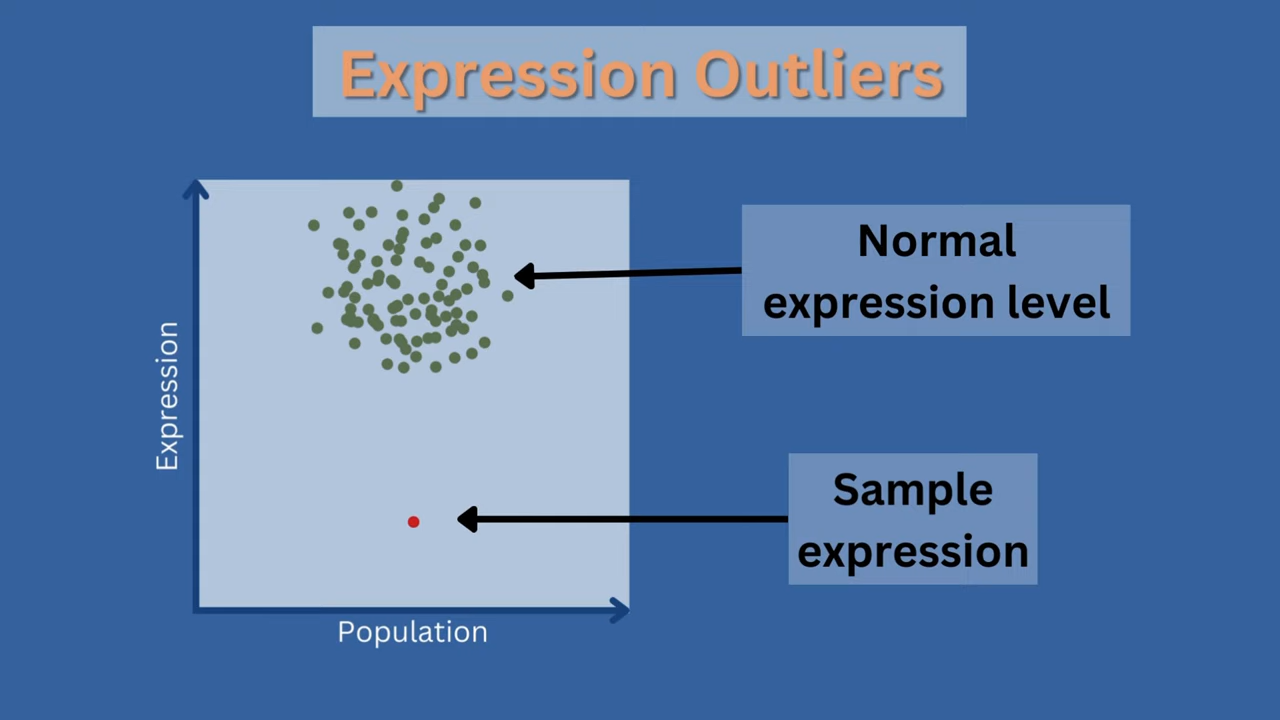 Expression Outliers
Normal
expression level
Expression
Sample
expression
Population